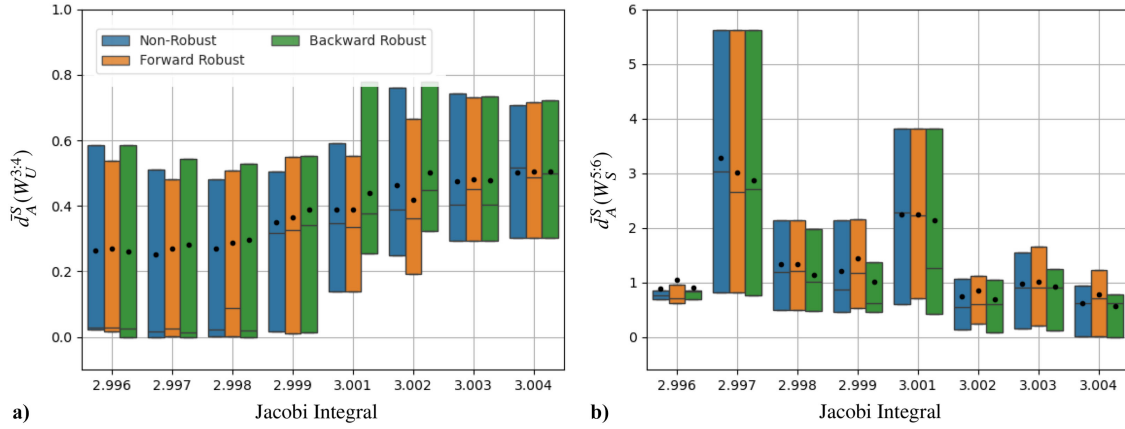 1.0
0.8
0.6
0.4
0.2
0.0
Non-Robust
Forward Robust
Backward Robust
d̄_A^S(W_U^{3:4})
2.996 2.997 2.998 2.999 3.001 3.002 3.003 3.004
a) Jacobi Integral
6
5
4
3
2
1
0
d̄_A^S(W_S^{5:6})
2.996 2.997 2.998 2.999 3.001 3.002 3.003 3.004
b) Jacobi Integral